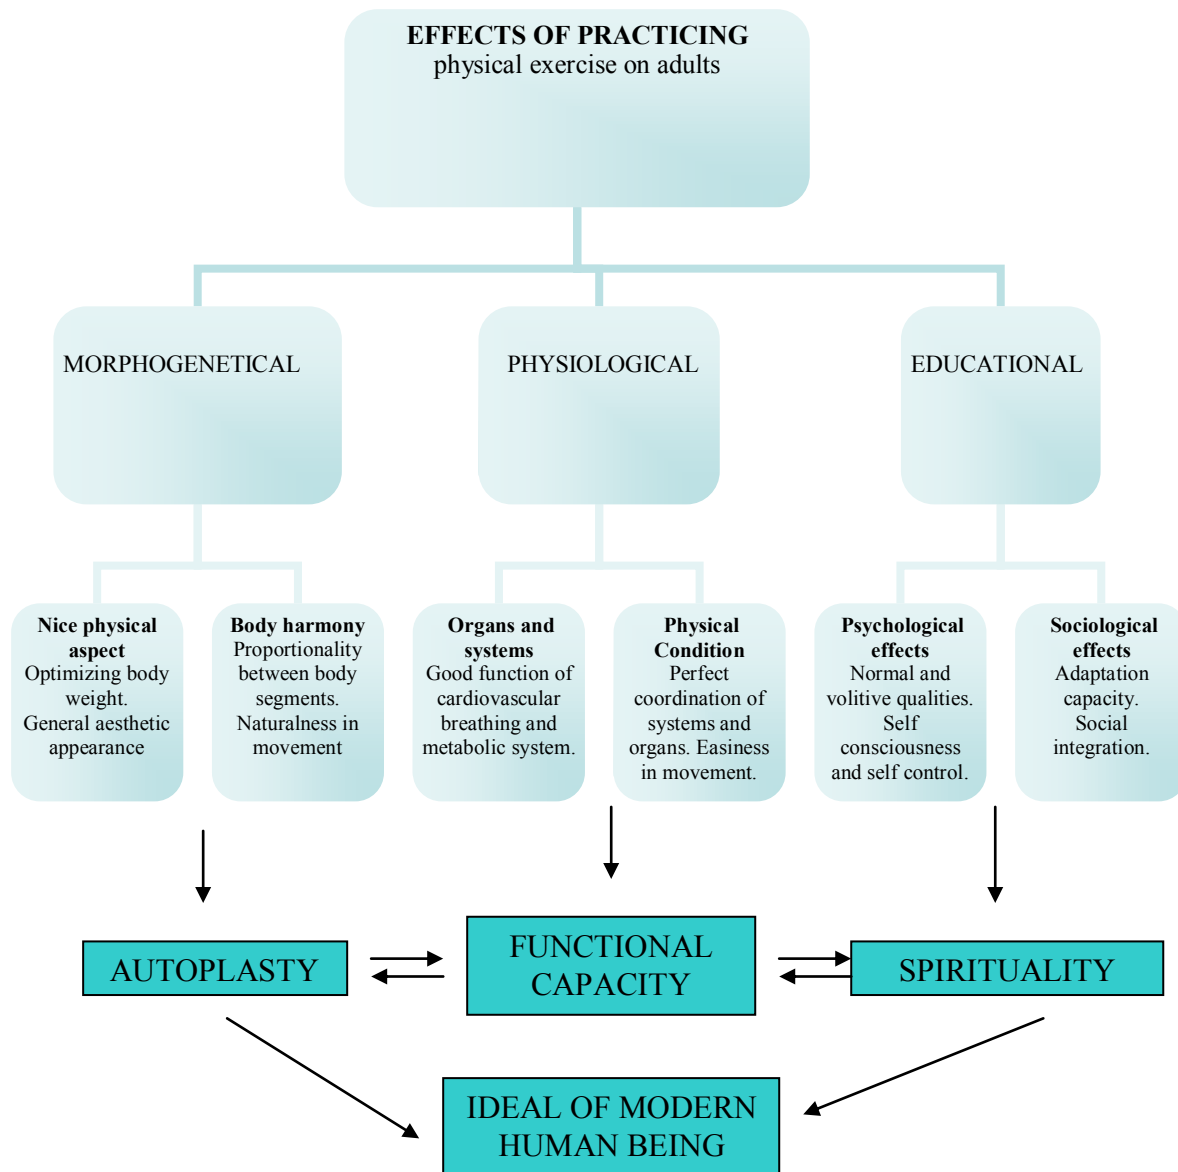 EFFECTS OF PRACTICING
physical exercise on adults
MORPHOGENETICAL
PHYSIOLOGICAL
EDUCATIONAL
Nice physical
aspect
Optimizing body
weight.
General aesthetic
appearance
Body harmony
Proportionality
between body
segments.
Naturalness in
movement
Organs and
systems
Good function of
cardiovascular
breathing and
metabolic system.
Physical
Condition
Perfect
coordination of
systems and
organs. Easiness
in movement.
Psychological
effects
Normal and
volitive qualities.
Self
consciousness
and self control.
Sociological
effects
Adaptation
capacity.
Social
integration.
AUTOPLASTY
FUNCTIONAL
CAPACITY
SPIRITUALITY
IDEAL OF MODERN
HUMAN BEING